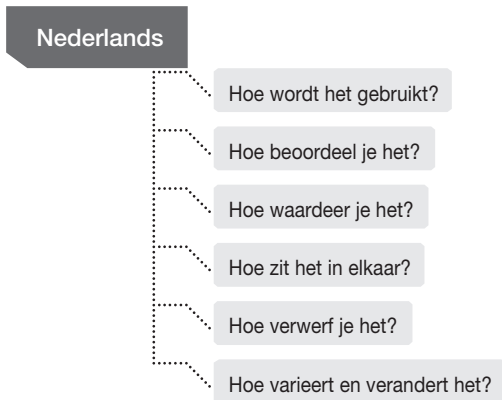 Nederlands
Hoe wordt het gebruikt?
Hoe beoordeel je het?
Hoe waardeer je het?
Hoe zit het in elkaar?
Hoe verwerf je het?
Hoe varieert en verandert het?